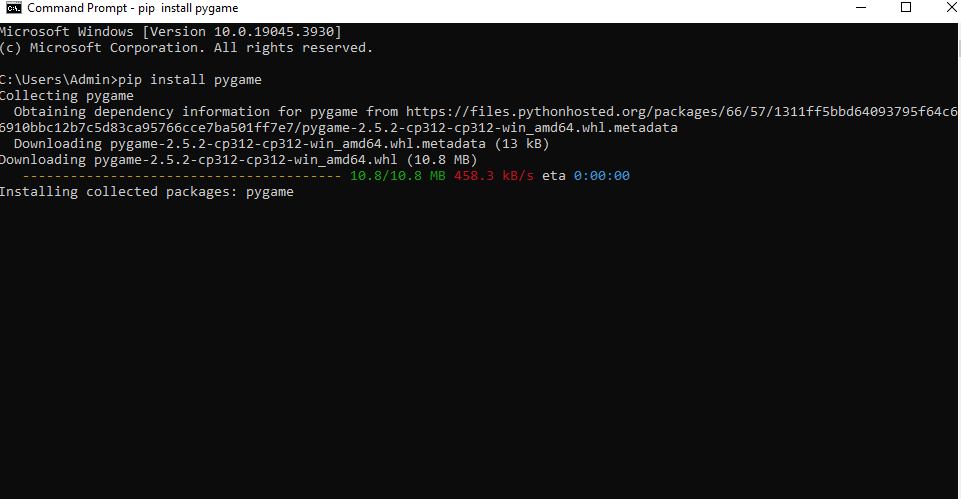 Command Prompt - pip  install pygame
Microsoft Windows [Version 10.0.19045.3930]
(c) Microsoft Corporation. All rights reserved.
C:\Users\Admin>pip install pygame
Collecting pygame
  Obtaining dependency information for pygame from https://files.pythonhosted.org/packages/66/57/1311ff5bbd64093795f64c6
6910bbc12b7c5d83ca95766cce7ba501ff7e7/pygame-2.5.2-cp312-cp312-win_amd64.whl.metadata
  Downloading pygame-2.5.2-cp312-cp312-win_amd64.whl.metadata (13 kB)
Downloading pygame-2.5.2-cp312-cp312-win_amd64.whl (10.8 MB)
   ---------------------------------------- 10.8/10.8 MB 458.3 kB/s eta 0:00:00
Installing collected packages: pygame